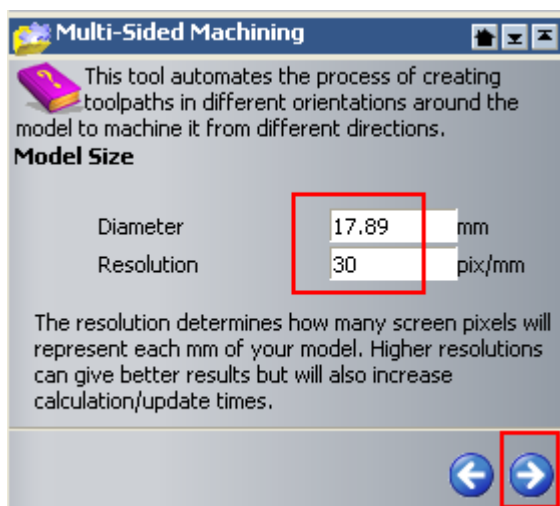 Multi-Sided Machining
This tool automates the process of creating
toolpaths in different orientations around the
model to machine it from different directions.
Model Size
Diameter 17.89 mm
Resolution 30 pix/mm
The resolution determines how many screen pixels will
represent each mm of your model. Higher resolutions
can give better results but will also increase
calculation/update times.